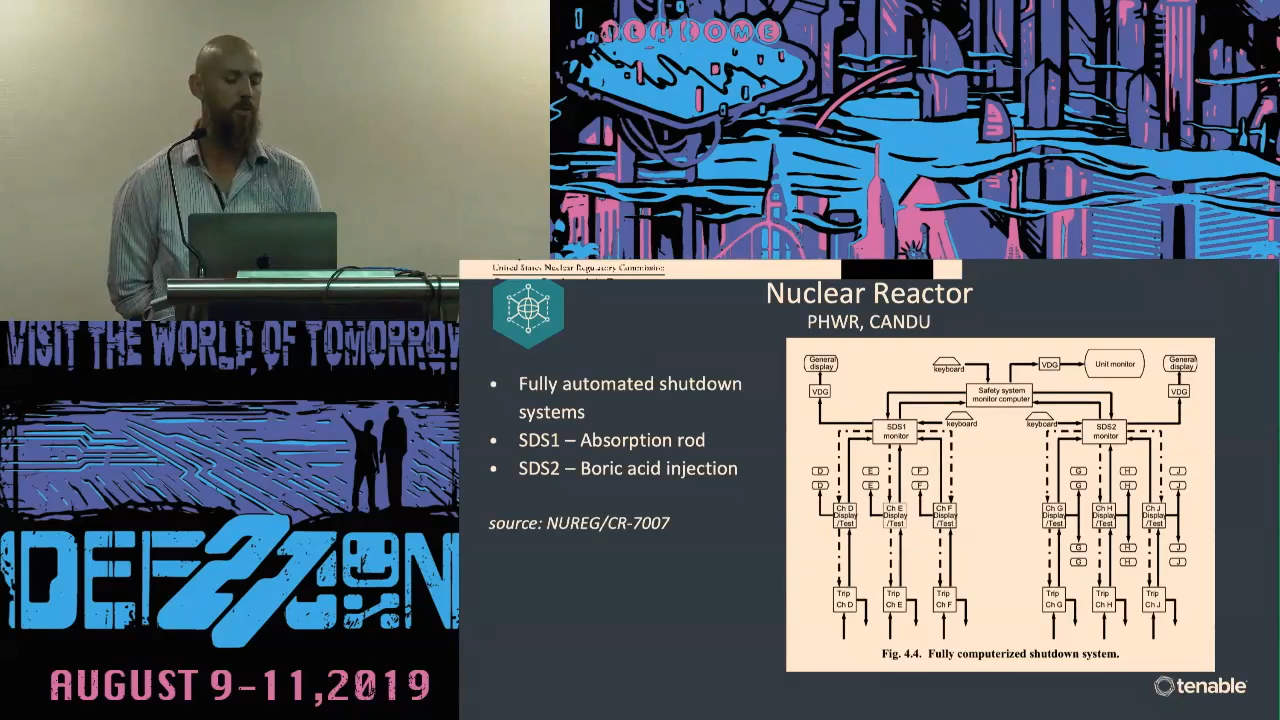 WELCOME
VISIT THE WORLD OF TOMORROW
DEFCON
27
AUGUST 9-11,2019
United States Nuclear Regulatory Commission
Nuclear Reactor
PHWR, CANDU
• Fully automated shutdown
systems
• SDS1 – Absorption rod
• SDS2 – Boric acid injection
source: NUREG/CR-7007
General
display
keyboard
VDG
Unit monitor
General
display
VDG
Safety system
monitor computer
VDG
SDS1
monitor
keyboard
keyboard
SDS2
monitor
D
E
F
G
H
J
D
E
F
G
H
J
Ch D
Display
/Test
Ch E
Display
/Test
Ch F
Display
/Test
Ch G
Display
/Test
Ch H
Display
/Test
Ch J
Display
/Test
G
H
J
G
H
J
Trip
Ch D
Trip
Ch E
Trip
Ch F
Trip
Ch G
Trip
Ch H
Trip
Ch J
Fig. 4.4. Fully computerized shutdown system.
tenable